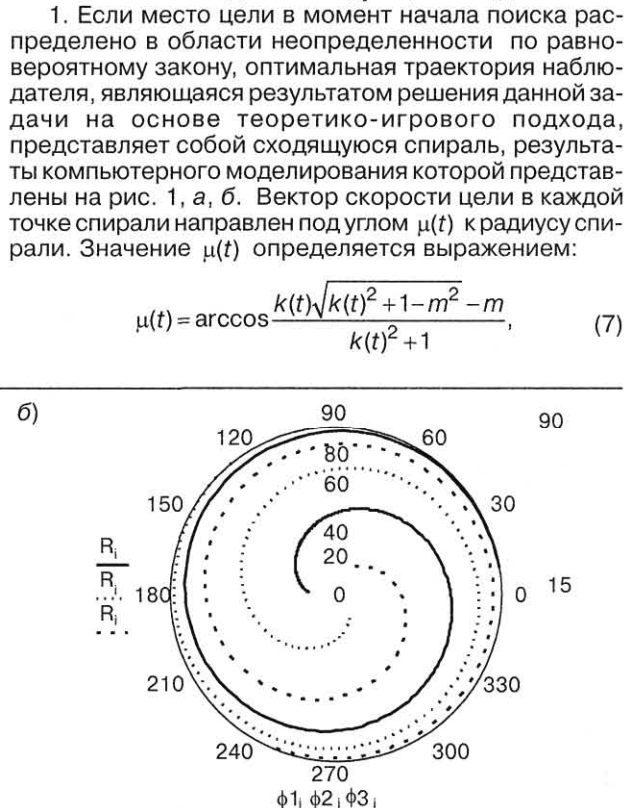 1. Если место цели в момент начала поиска рас-
пределено в области неопределенности по равно-
вероятному закону, оптимальная траектория наблю-
дателя, являющаяся результатом решения данной за-
дачи на основе теоретико-игрового подхода,
представляет собой сходящуюся спираль, результа-
ты компьютерного моделирования которой представ-
лены на рис. 1, а, б. Вектор скорости цели в каждой
точке спирали направлен под углом μ(t) к радиусу спи-
рали. Значение μ(t) определяется выражением:
μ(t) = arccos (k(t)√(k(t)² + 1 − m²) − m) / (k(t)² + 1), (7)
б)
90
90
120
60
80
60
150
30
40
20
R_i
R_i
R_i
180
0
0
15
210
330
240
300
270
ϕ1_i ϕ2_i ϕ3_i